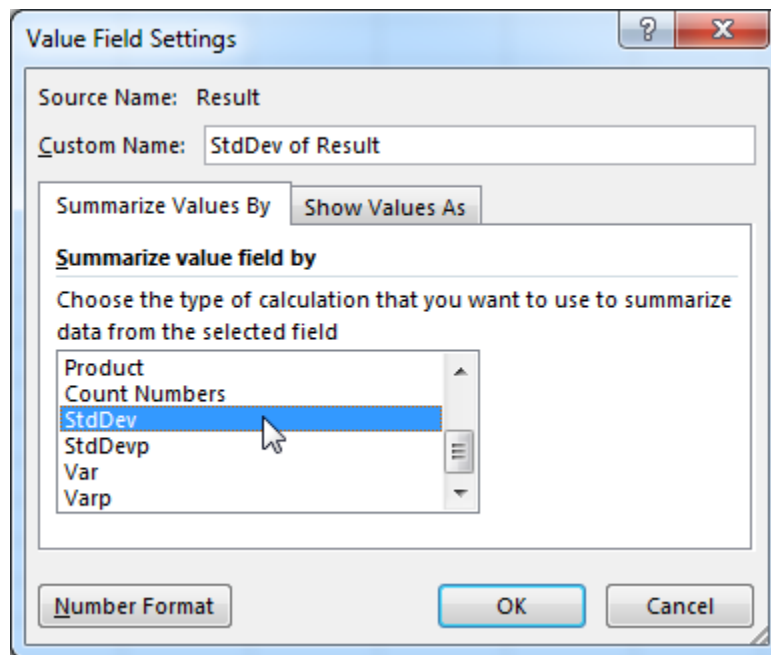 Value Field Settings
?
Source Name: Result
Custom Name: StdDev of Result
Summarize Values By Show Values As
Summarize value field by
Choose the type of calculation that you want to use to summarize
data from the selected field
Product
Count Numbers
StdDev
StdDevp
Var
Varp
Number Format OK Cancel